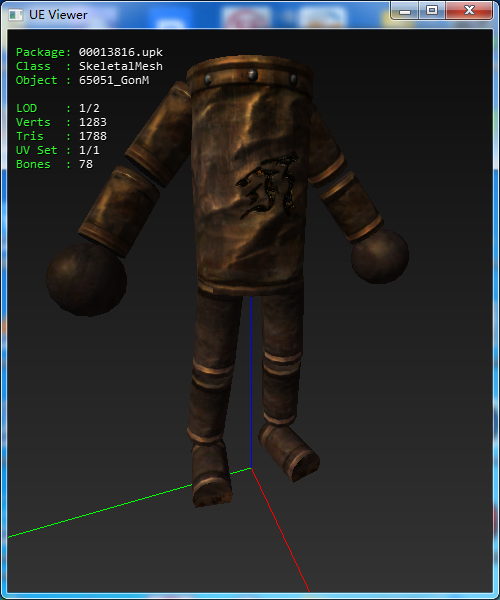 UE Viewer
Package: 00013816.upk
Class : SkeletalMesh
Object : 65051_GonM
LOD : 1/2
Verts : 1283
Tris : 1788
UV Set : 1/1
Bones : 78